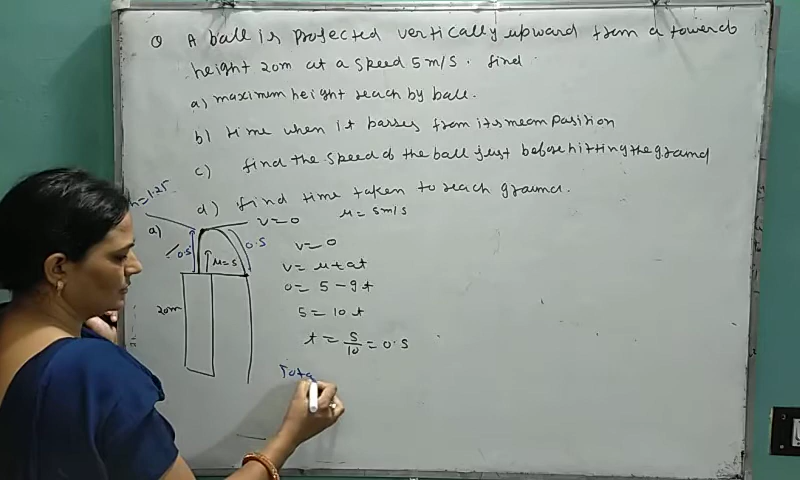 Q A ball is projected vertically upward from a tower of
height 20m at a speed 5m/s. find
a) maximum height reach by ball.
b) time when it passes from its mean position
c) find the speed of the ball just before hitting the ground
d) find time taken to reach ground.
h=1.25
v=0 u=5m/s
a)
0.5
0.5
u=5
20m
v=0
v=u+at
0=5-gt
5=10t
t=5/10=0.5
Tota